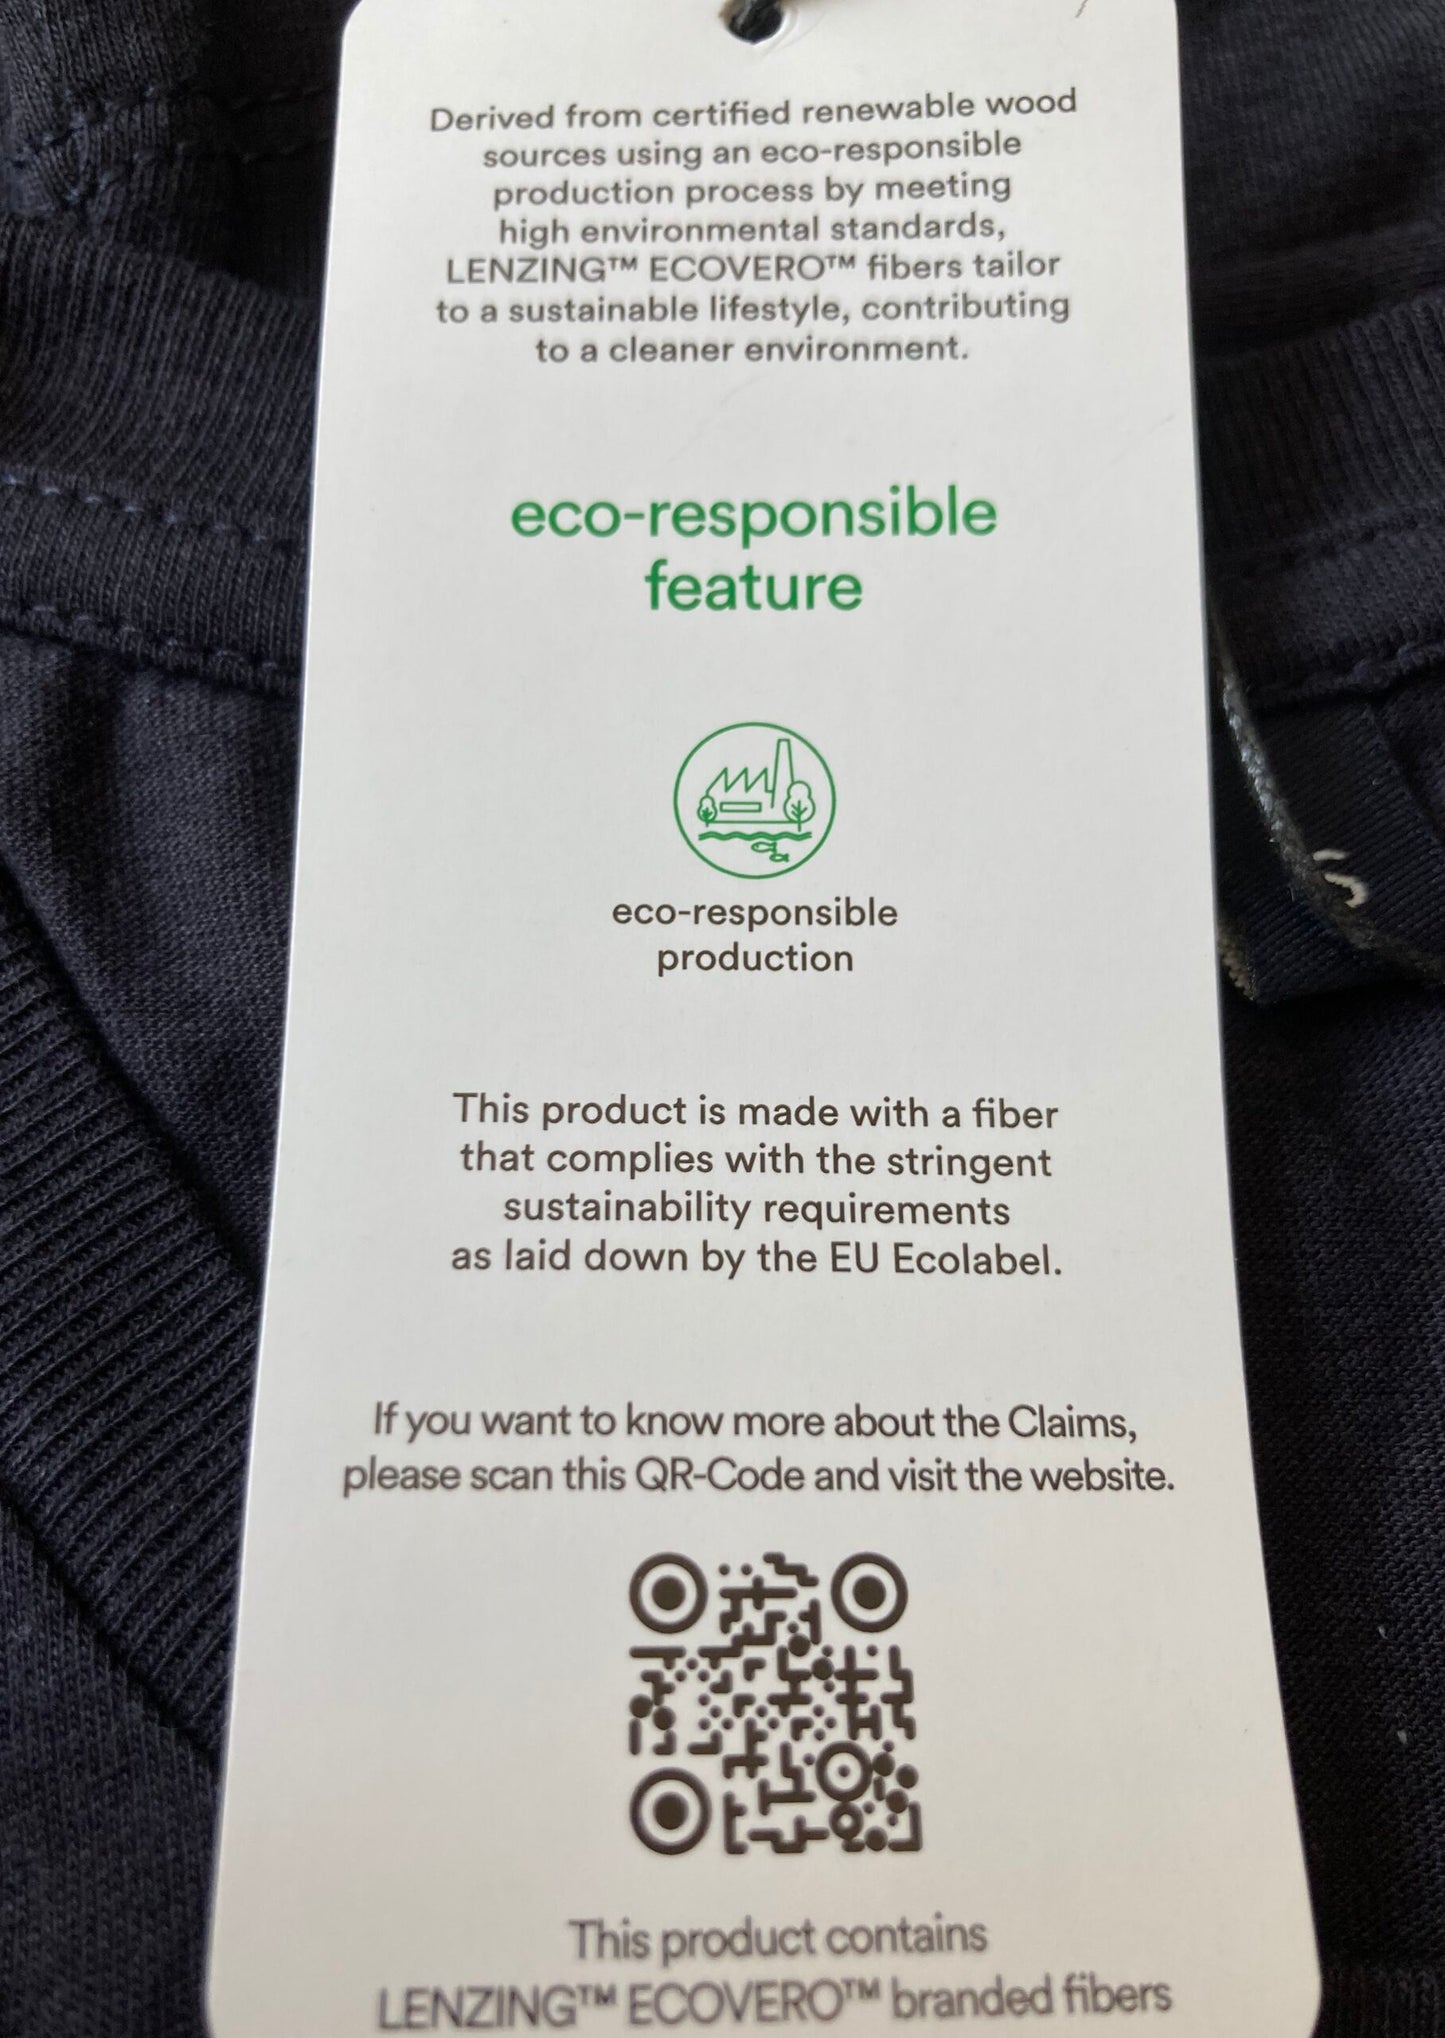 Derived from certified renewable wood
sources using an eco-responsible
production process by meeting
high environmental standards,
LENZING™ ECOVERO™ fibers tailor
to a sustainable lifestyle, contributing
to a cleaner environment.
eco-responsible
feature
eco-responsible
production
This product is made with a fiber
that complies with the stringent
sustainability requirements
as laid down by the EU Ecolabel.
If you want to know more about the Claims,
please scan this QR-Code and visit the website.
This product contains
LENZING™ ECOVERO™ branded fibers